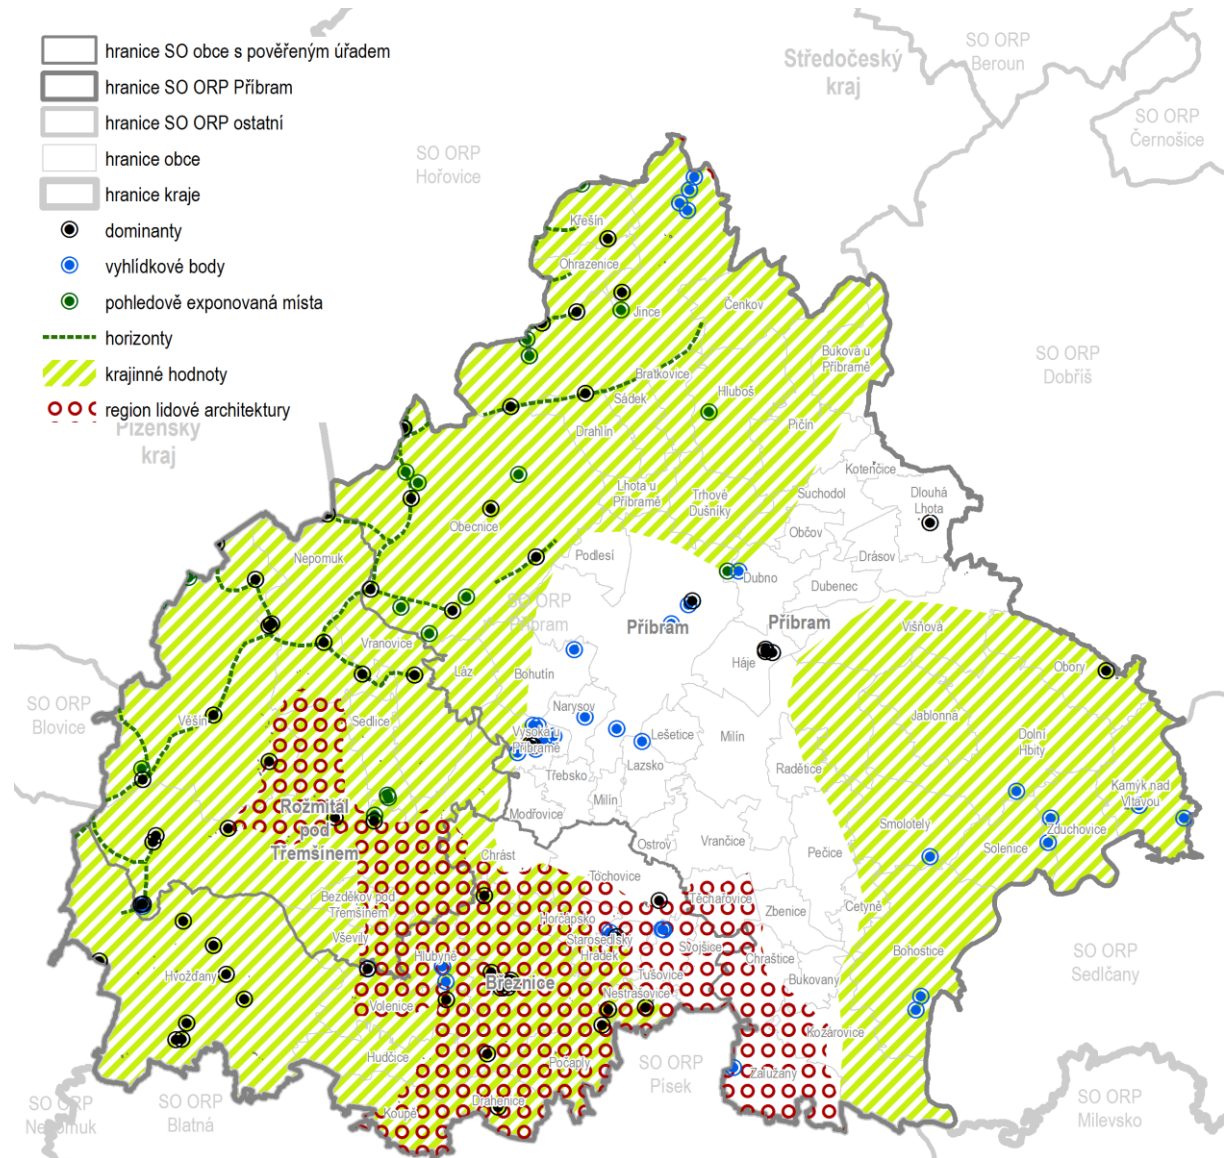 hranice SO obce s pověřeným úřadem
hranice SO ORP Příbram
hranice SO ORP ostatní
hranice obce
hranice kraje
dominanty
vyhlídkové body
pohledově exponovaná místa
horizonty
krajinné hodnoty
region lidové architektury
Plzeňský
kraj
Středočeský
kraj
SO ORP
Beroun
SO ORP
Černošice
SO ORP
Hořovice
SO ORP
Dobříš
Křešín
Ohrazenice
Jince
Čenkov
Buková u
Příbramě
Bratkovice
Sádek
Hluboš
Drahlín
Pičín
Kotenčice
Lhota u
Příbramě
Trhové
Dušníky
Suchodol
Dlouhá
Lhota
Obecnice
Občov
Drásov
Nepomuk
Podlesí
Dubno
Dubenec
SO ORP
Příbram
Příbram
Příbram
Višňová
Vranovice
Láz
Bohutín
Háje
Obory
SO ORP
Blovice
Věšín
Sedlice
Narysov
Jablonná
Vysoká u
Příbramě
Lešetice
Milín
Dolní
Hbity
Třebsko
Lazsko
Radětice
Kamýk nad
Vltavou
Rožmitál
pod
Třemšínem
Modřovice
Milín
Smolotely
Zduchovice
Solenice
Chrást
Ostrov
Vrančice
Pečice
Tochovice
Bezděkov pod
Třemšínem
Těchařovice
Zbenice
Cetyně
Horčápsko
Starosedlský
Hrádek
Svojšice
Vševily
Hlubyně
Chraštice
Bohostice
SO ORP
Sedlčany
Hvožďany
Březnice
Tušovice
Bukovany
Volenice
Nestrašovice
Kozárovice
Hudčice
Počaply
SO ORP
Písek
Zalužany
SO ORP
Nepomuk
SO ORP
Blatná
Koupě
Drahenice
SO ORP
Milevsko